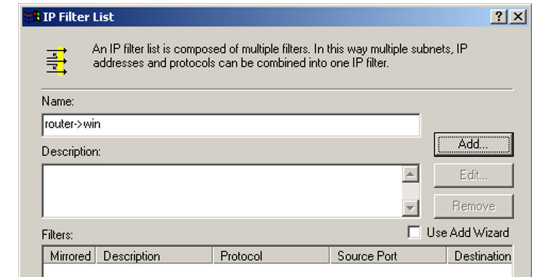 IP Filter List
An IP filter list is composed of multiple filters. In this way multiple subnets, IP
addresses and protocols can be combined into one IP filter.
Name:
router->win
Add...
Description:
Edit...
Remove
Use Add Wizard
Filters:
Mirrored Description Protocol Source Port Destination